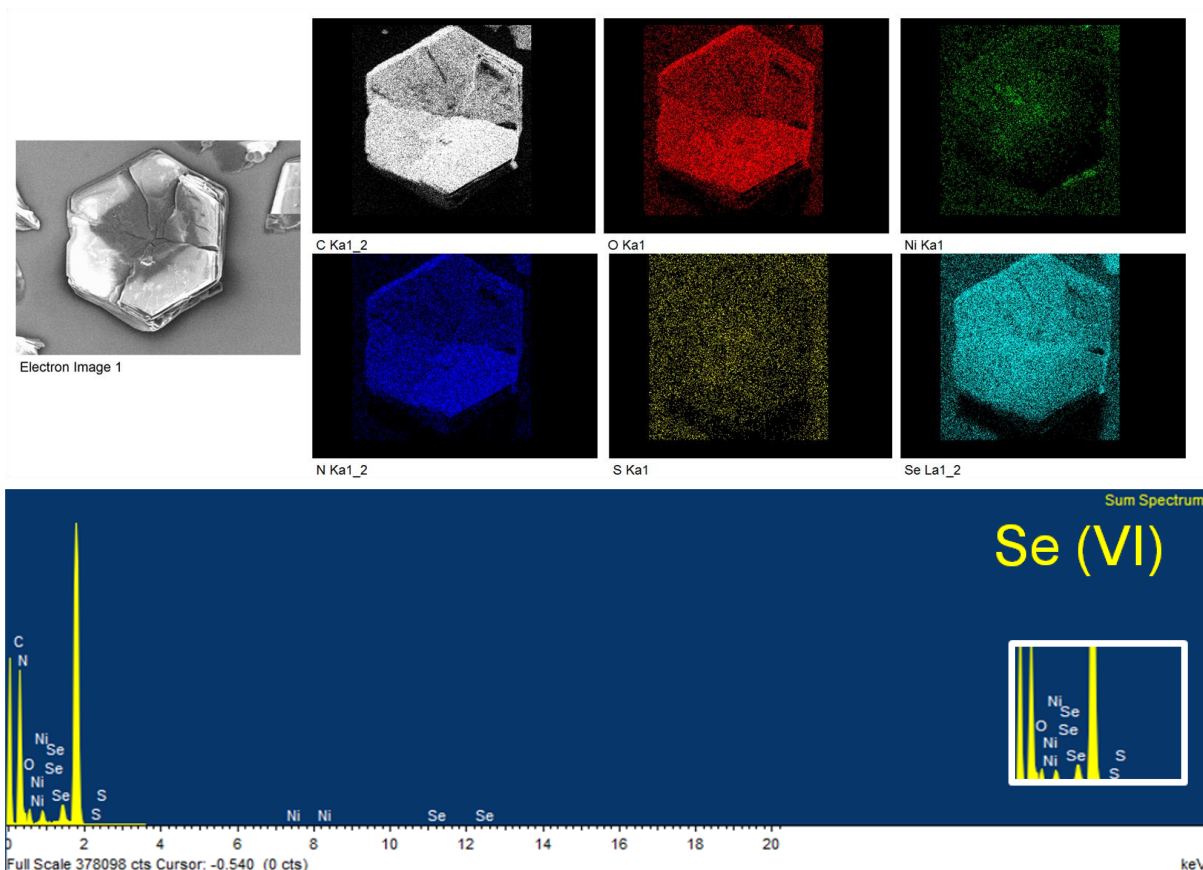 Electron Image 1
C Ka1_2
O Ka1
Ni Ka1
N Ka1_2
S Ka1
Se La1_2
Sum Spectrum
Se (VI)
C
N
Ni
Se
O
Se
Ni
Ni
Se
S
S
Ni
Ni
Se
Se
Ni
Se
O
Se
Ni
Ni
Se
S
S
0 2 4 6 8 10 12 14 16 18 20
Full Scale 378098 cts Cursor: -0.540 (0 cts)
keV